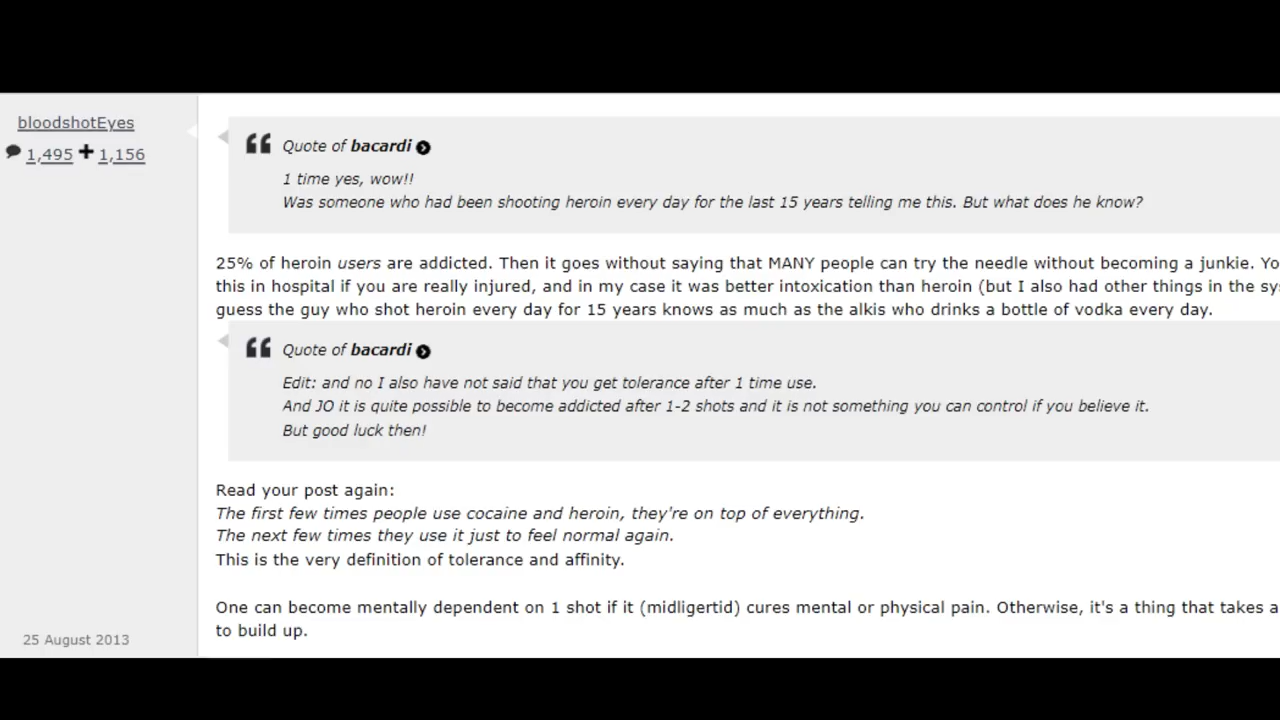 bloodshotEyes
1,495 1,156
Quote of bacardi
1 time yes, wow!!
Was someone who had been shooting heroin every day for the last 15 years telling me this. But what does he know?
25% of heroin users are addicted. Then it goes without saying that MANY people can try the needle without becoming a junkie. Yo
this in hospital if you are really injured, and in my case it was better intoxication than heroin (but I also had other things in the sy
guess the guy who shot heroin every day for 15 years knows as much as the alkis who drinks a bottle of vodka every day.
Quote of bacardi
Edit: and no I also have not said that you get tolerance after 1 time use.
And JO it is quite possible to become addicted after 1-2 shots and it is not something you can control if you believe it.
But good luck then!
Read your post again:
The first few times people use cocaine and heroin, they're on top of everything.
The next few times they use it just to feel normal again.
This is the very definition of tolerance and affinity.
One can become mentally dependent on 1 shot if it (midligertid) cures mental or physical pain. Otherwise, it's a thing that takes a
to build up.
25 August 2013